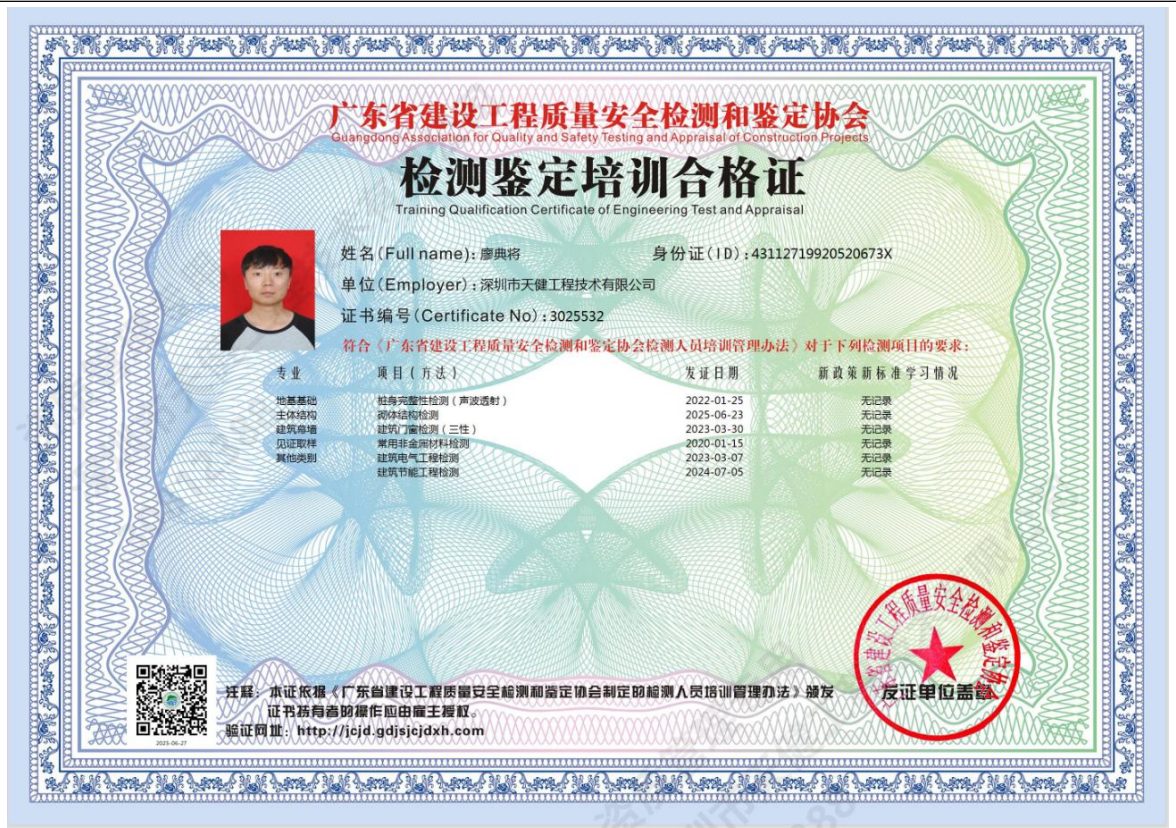 广东省建设工程质量安全检测和鉴定协会
Guangdong Association for Quality and Safety Testing and Appraisal of Construction Projects
检测鉴定培训合格证
Training Qualification Certificate of Engineering Test and Appraisal
姓名(Full name): 廖典将 身份证(ID): 43112719920520673X
单位(Employer): 深圳市天健工程技术有限公司
证书编号(Certificate No): 3025532
符合《广东省建设工程质量安全检测和鉴定协会检测人员培训管理办法》对于下列检测项目的要求:
专业 项目(方法) 发证日期 新政策新标准学习情况
地基基础 桩身完整性检测(声波透射) 2022-01-25 无记录
主体结构 砌体结构检测 2025-06-23 无记录
建筑幕墙 建筑门窗检测(三性) 2023-03-30 无记录
见证取样 常用非金属材料检测 2020-01-15 无记录
其他类别 建筑电气工程检测 2023-03-07 无记录
建筑节能工程检测 2024-07-05 无记录
省建设工程质量安全检测和鉴定协会
发证单位盖章
2025-06-27
注释:本证依据《广东省建设工程质量安全检测和鉴定协会制定的检测人员培训管理办法》颁发
证书持有者的操作应由雇主授权。
验证网址:http://jcjd.gdjsjcjdxh.com